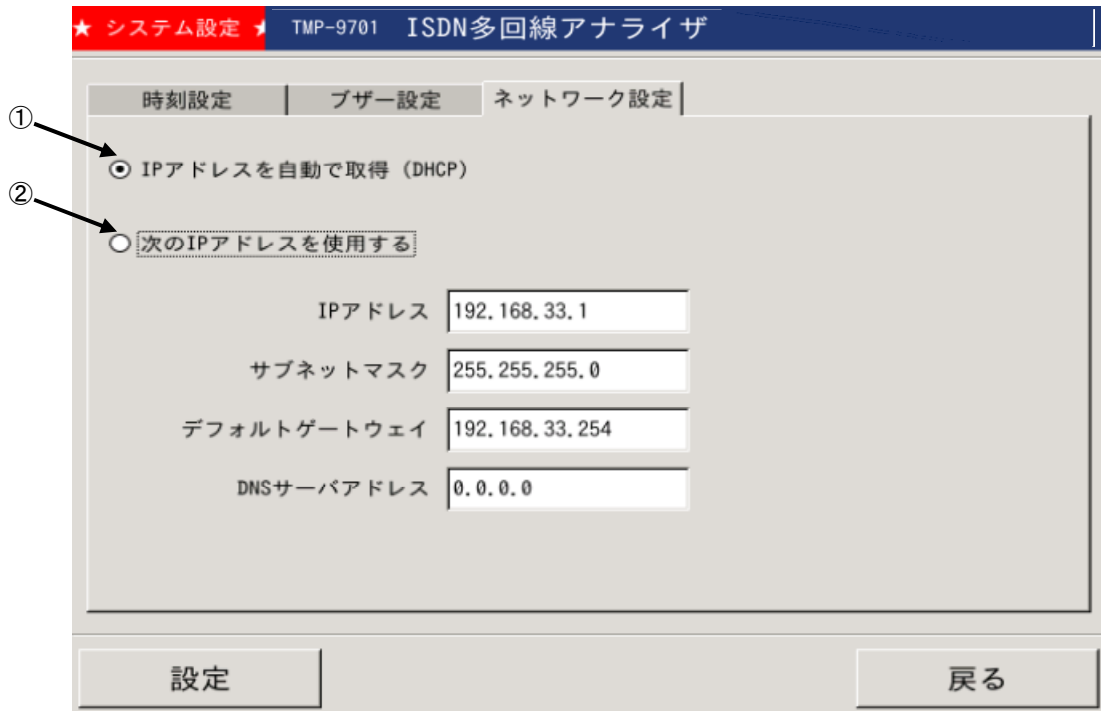 ★ システム設定 ★ TMP-9701 ISDN多回線アナライザ
時刻設定 ブザー設定 ネットワーク設定
①
IPアドレスを自動で取得 (DHCP)
②
次のIPアドレスを使用する
IPアドレス 192.168.33.1
サブネットマスク 255.255.255.0
デフォルトゲートウェイ 192.168.33.254
DNSサーバアドレス 0.0.0.0
設定 戻る